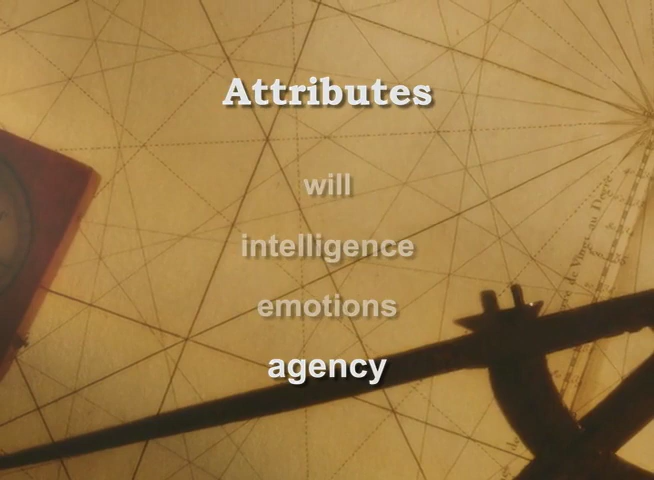 Attributes
will
intelligence
emotions
agency